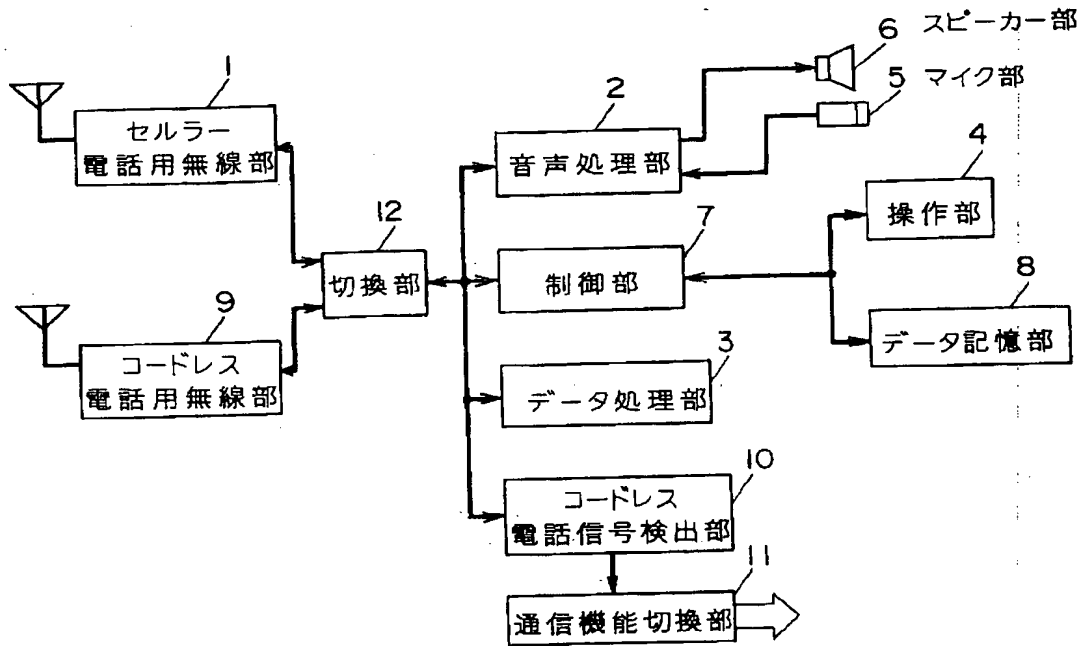 6 スピーカー部
5 マイク部
1
セルラー
電話用無線部
2
音声処理部
4
操作部
12
切換部
7
制御部
8
データ記憶部
9
コードレス
電話用無線部
3
データ処理部
10
コードレス
電話信号検出部
11
通信機能切換部